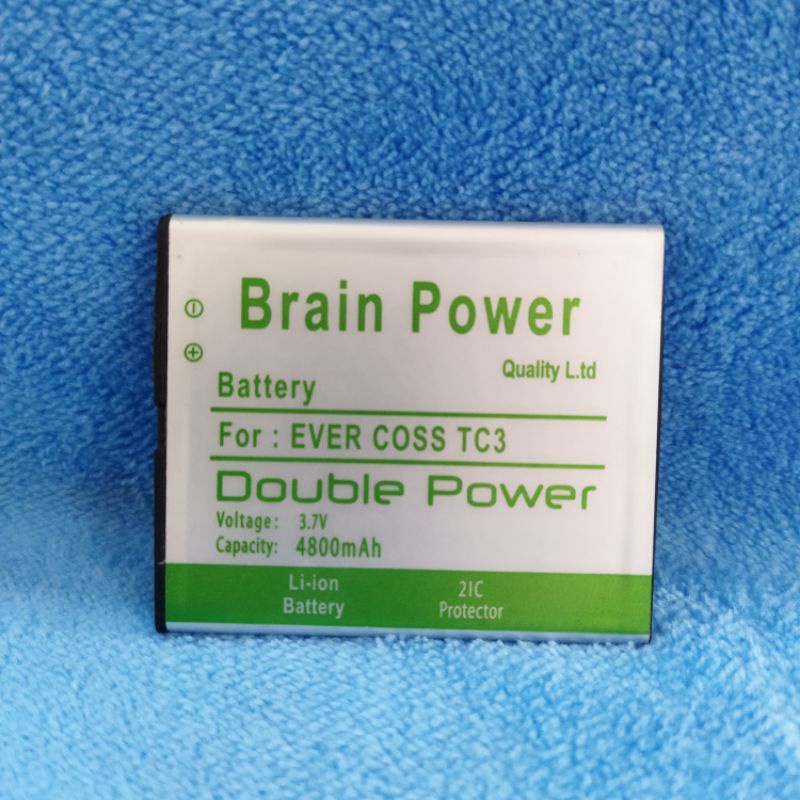 Brain Power
Quality L.td
Battery
For : EVER COSS TC3
Double Power
Voltage: 3.7V
Capacity: 4800mAh
Li-ion
Battery
2IC
Protector